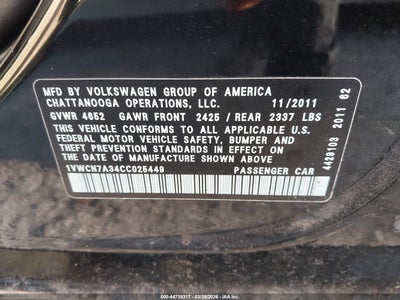 MFD BY VOLKSWAGEN GROUP OF AMERICA
CHATTANOOGA OPERATIONS, LLC. 11/2011
GVWR 4652 GAWR FRONT 2425 / REAR 2337 LBS
THIS VEHICLE CONFORMS TO ALL APPLICABLE U.S.
FEDERAL MOTOR VEHICLE SAFETY, BUMPER AND
THEFT PREVENTION STANDARDS IN EFFECT ON
THE DATE OF MANUFACTURE SHOWN ABOVE
1VWCN7A34CC025449 PASSENGER CAR
4428103 2011 62
000-44738317 - 03/30/2026 - IAA Inc.